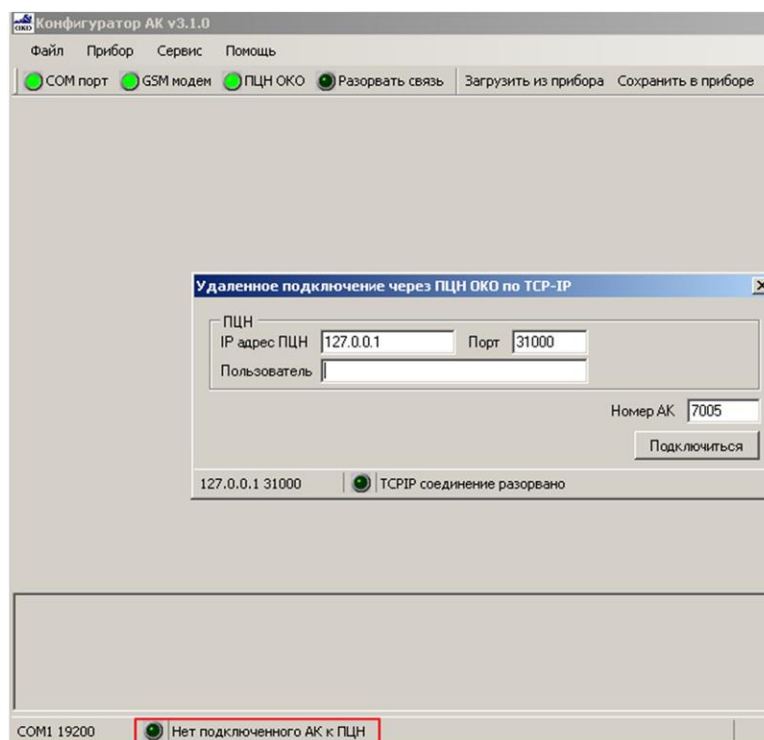 ОКО Конфигуратор АК v3.1.0
Файл Прибор Сервис Помощь
COM порт GSM модем ПЦН ОКО Разорвать связь Загрузить из прибора Сохранить в приборе
Удаленное подключение через ПЦН ОКО по TCP-IP
ПЦН
IP адрес ПЦН 127.0.0.1 Порт 31000
Пользователь
Номер АК 7005
Подключиться
127.0.0.1 31000 TCPIP соединение разорвано
COM1 19200 Нет подключенного АК к ПЦН